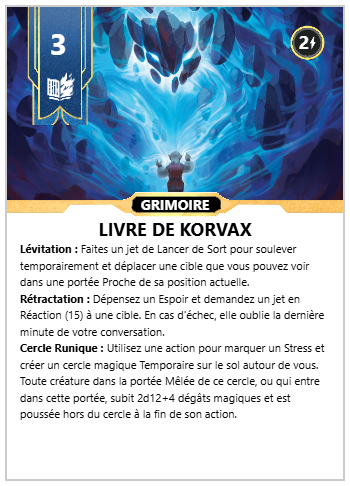 3
2
GRIMOIRE
LIVRE DE KORVAX
Lévitation : Faites un jet de Lancer de Sort pour soulever
temporairement et déplacer une cible que vous pouvez voir
dans une portée Proche de sa position actuelle.
Rétractation : Dépensez un Espoir et demandez un jet en
Réaction (15) à une cible. En cas d'échec, elle oublie la dernière
minute de votre conversation.
Cercle Runique : Utilisez une action pour marquer un Stress et
créer un cercle magique Temporaire sur le sol autour de vous.
Toute créature dans la portée Mêlée de ce cercle, ou qui entre
dans cette portée, subit 2d12+4 dégâts magiques et est
poussée hors du cercle à la fin de son action.